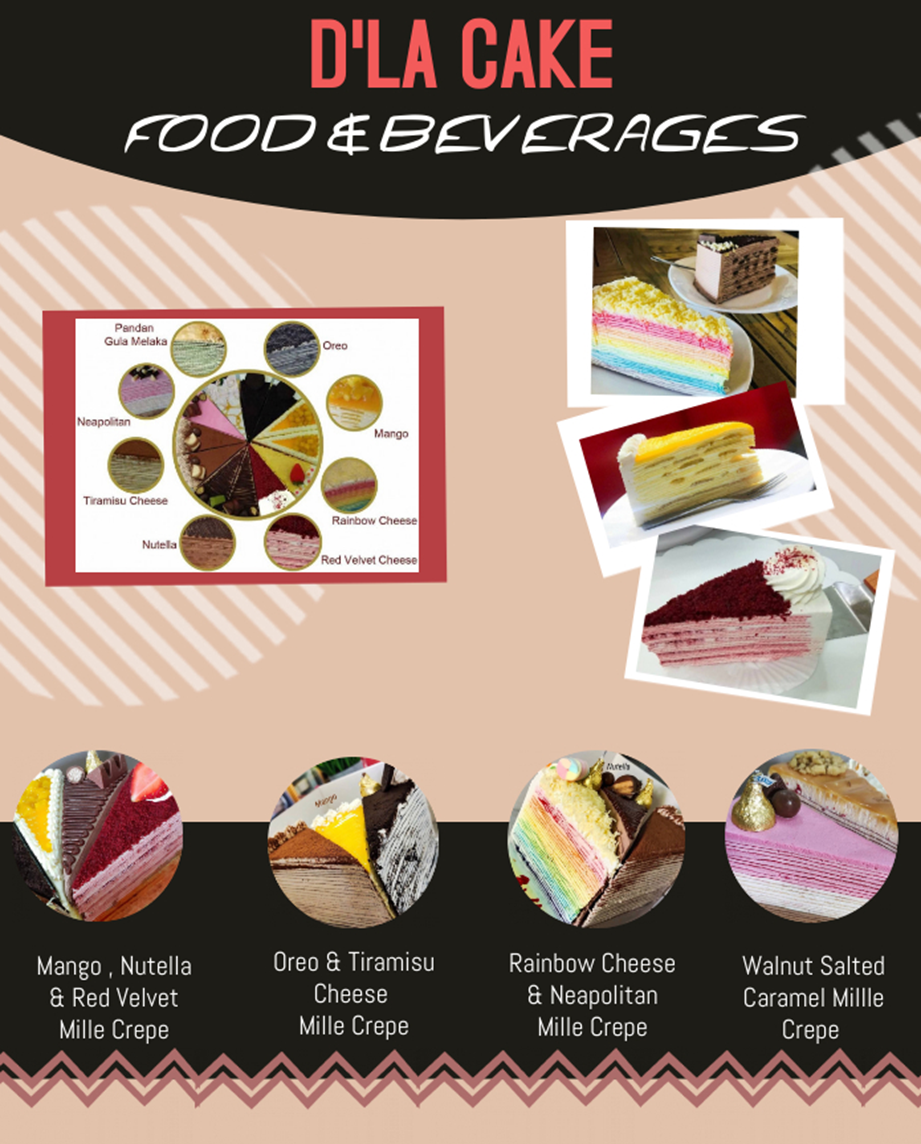 D'LA CAKE
FOOD & BEVERAGES
Pandan
Gula Melaka
Oreo
Neapolitan
Mango
Tiramisu Cheese
Rainbow Cheese
Nutella
Red Velvet Cheese
Mango
Nutella
Mango , Nutella
& Red Velvet
Mille Crepe
Oreo & Tiramisu
Cheese
Mille Crepe
Rainbow Cheese
& Neapolitan
Mille Crepe
Walnut Salted
Caramel Millle
Crepe